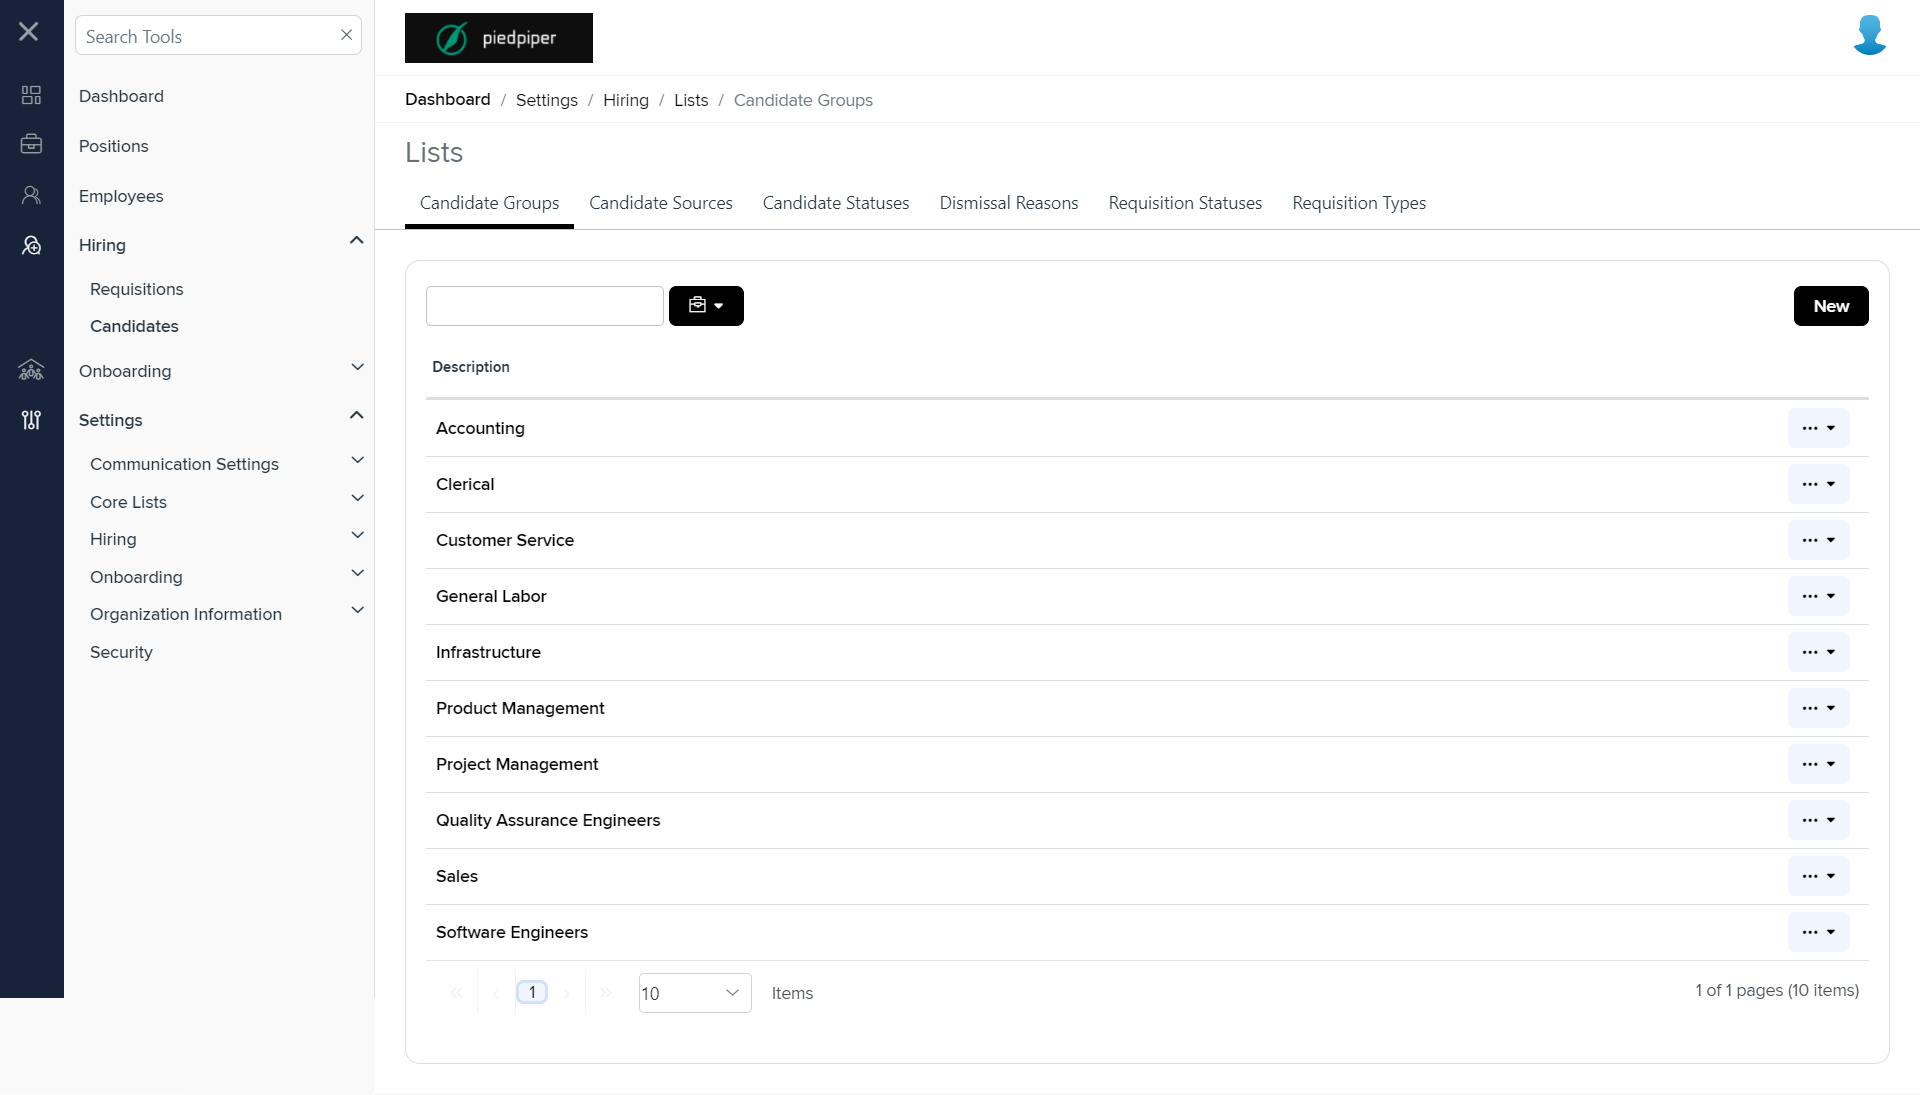 Search Tools
Dashboard
Positions
Employees
Hiring
Requisitions
Candidates
Onboarding
Settings
Communication Settings
Core Lists
Hiring
Onboarding
Organization Information
Security
piedpiper
Dashboard / Settings / Hiring / Lists / Candidate Groups
Lists
Candidate Groups Candidate Sources Candidate Statuses Dismissal Reasons Requisition Statuses Requisition Types
New
Description
Accounting
Clerical
Customer Service
General Labor
Infrastructure
Product Management
Project Management
Quality Assurance Engineers
Sales
Software Engineers
1 10 Items 1 of 1 pages (10 items)